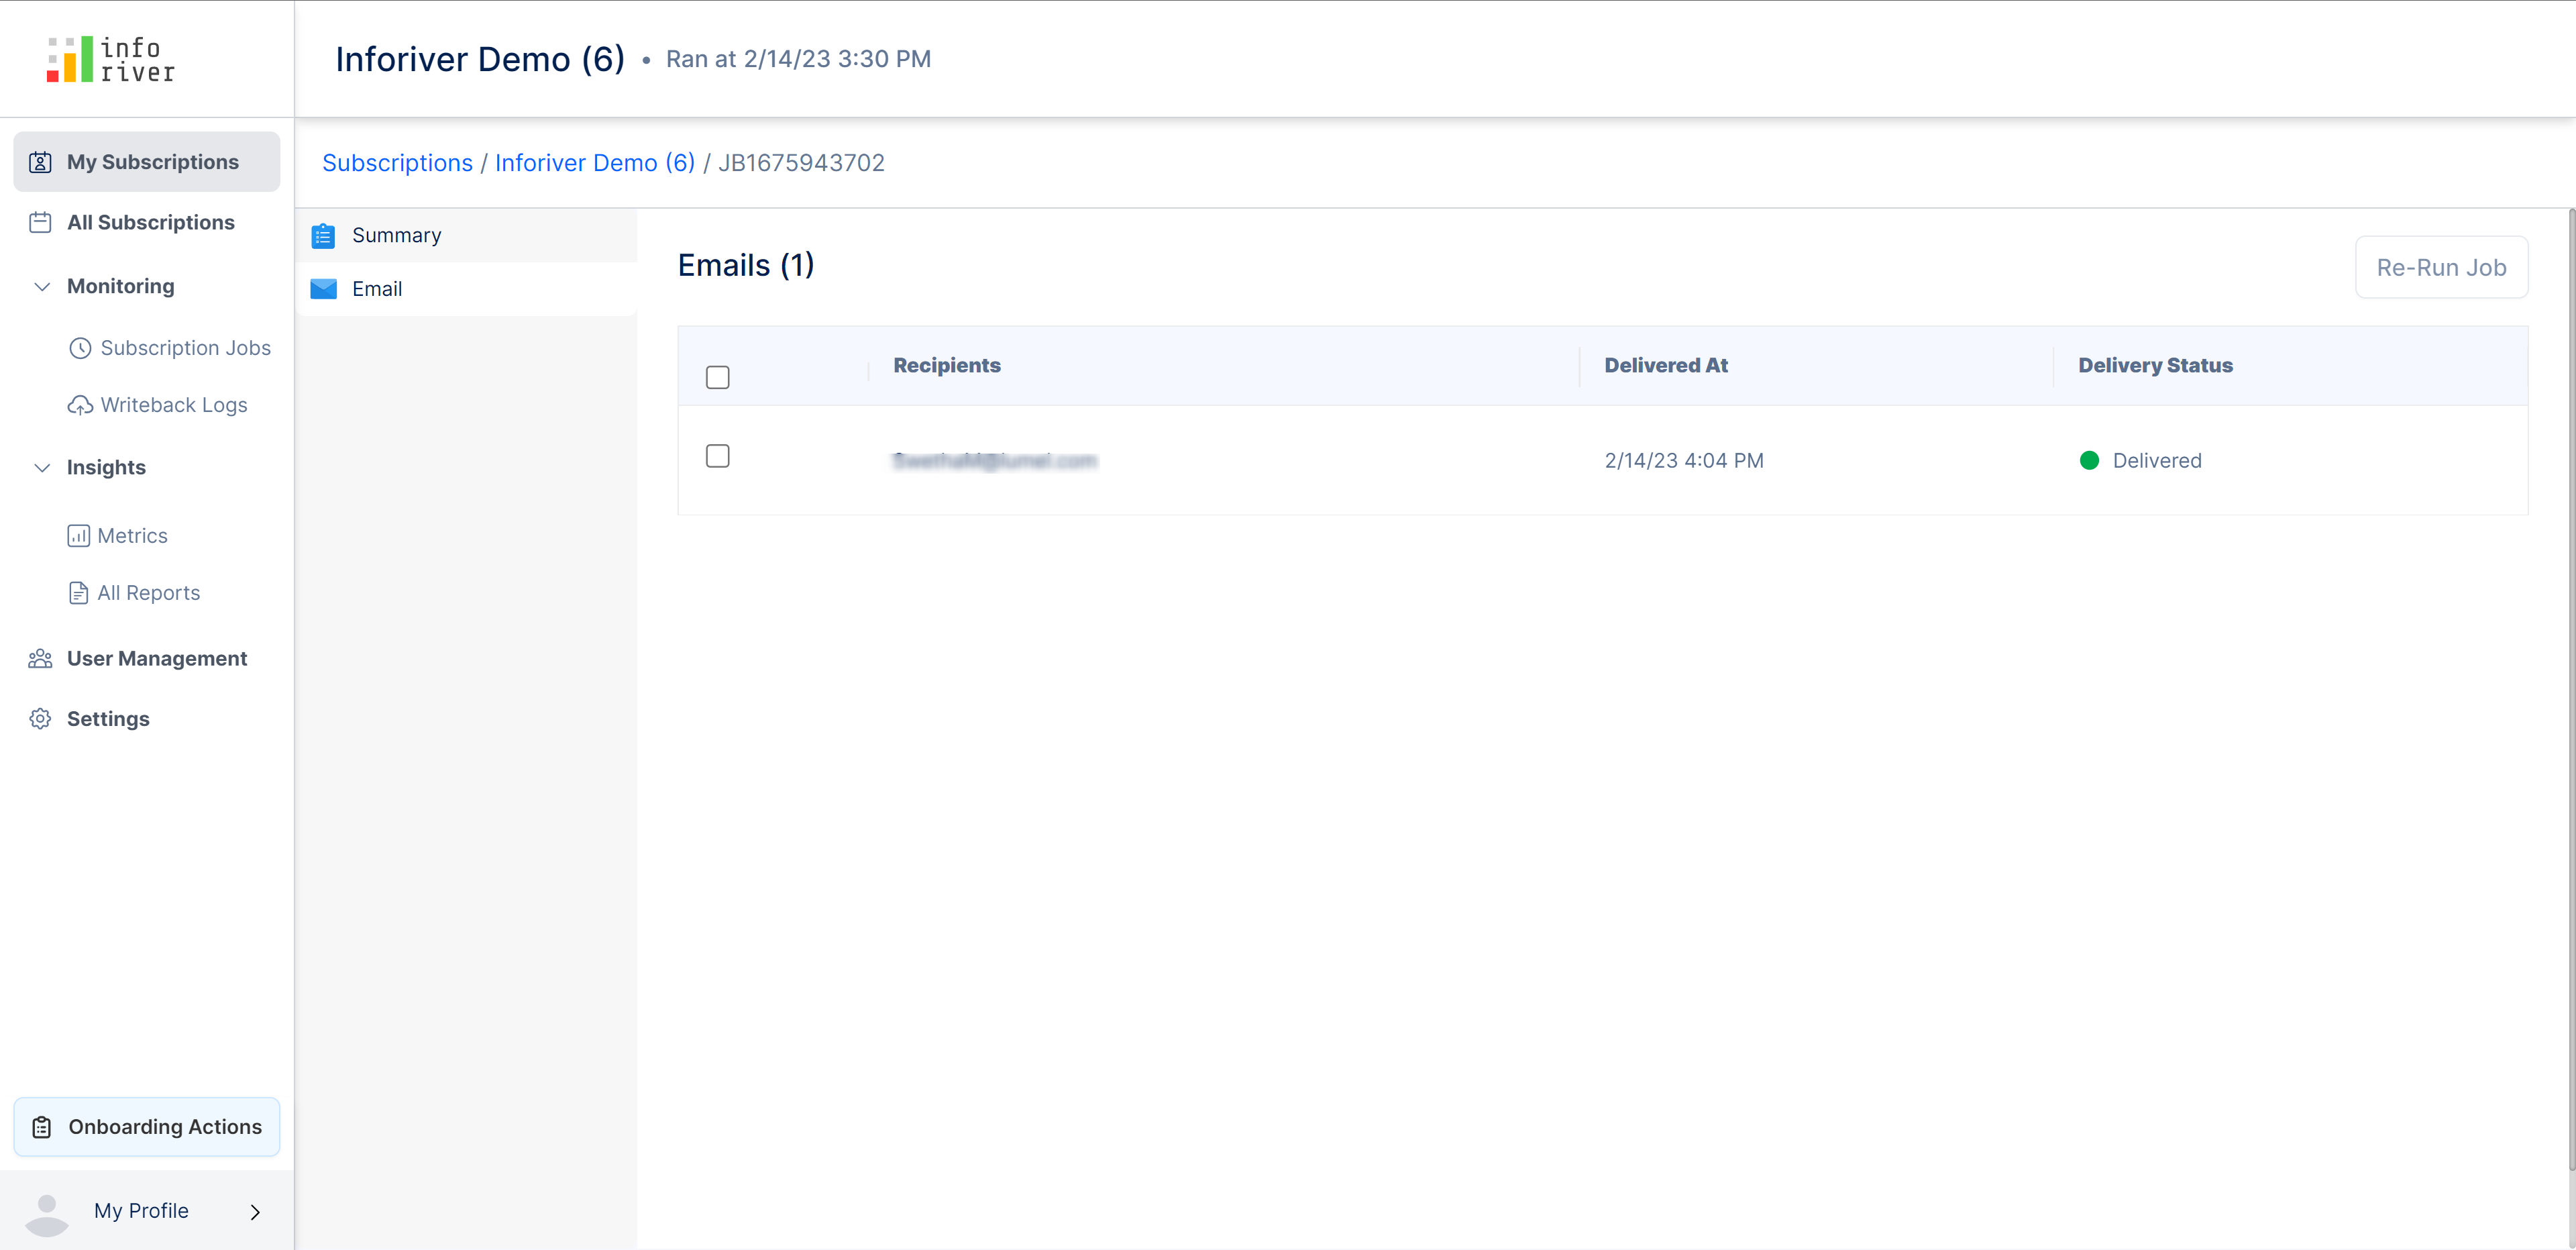 info
river
Inforiver Demo (6) • Ran at 2/14/23 3:30 PM
My Subscriptions
All Subscriptions
Monitoring
Subscription Jobs
Writeback Logs
Insights
Metrics
All Reports
User Management
Settings
Onboarding Actions
My Profile
Subscriptions / Inforiver Demo (6) / JB1675943702
Summary
Email
Emails (1)
Re-Run Job
Recipients Delivered At Delivery Status
2/14/23 4:04 PM Delivered